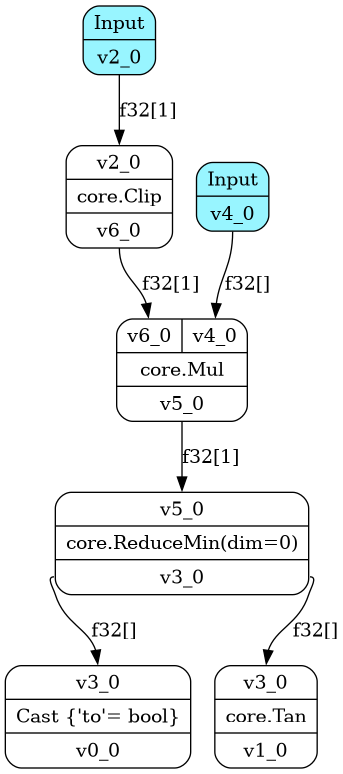 Input
v2_0
f32[1]
v2_0
core.Clip
v6_0
Input
v4_0
f32[1]
f32[]
v6_0 v4_0
core.Mul
v5_0
f32[1]
v5_0
core.ReduceMin(dim=0)
v3_0
f32[]
f32[]
v3_0
Cast {'to'= bool}
v0_0
v3_0
core.Tan
v1_0